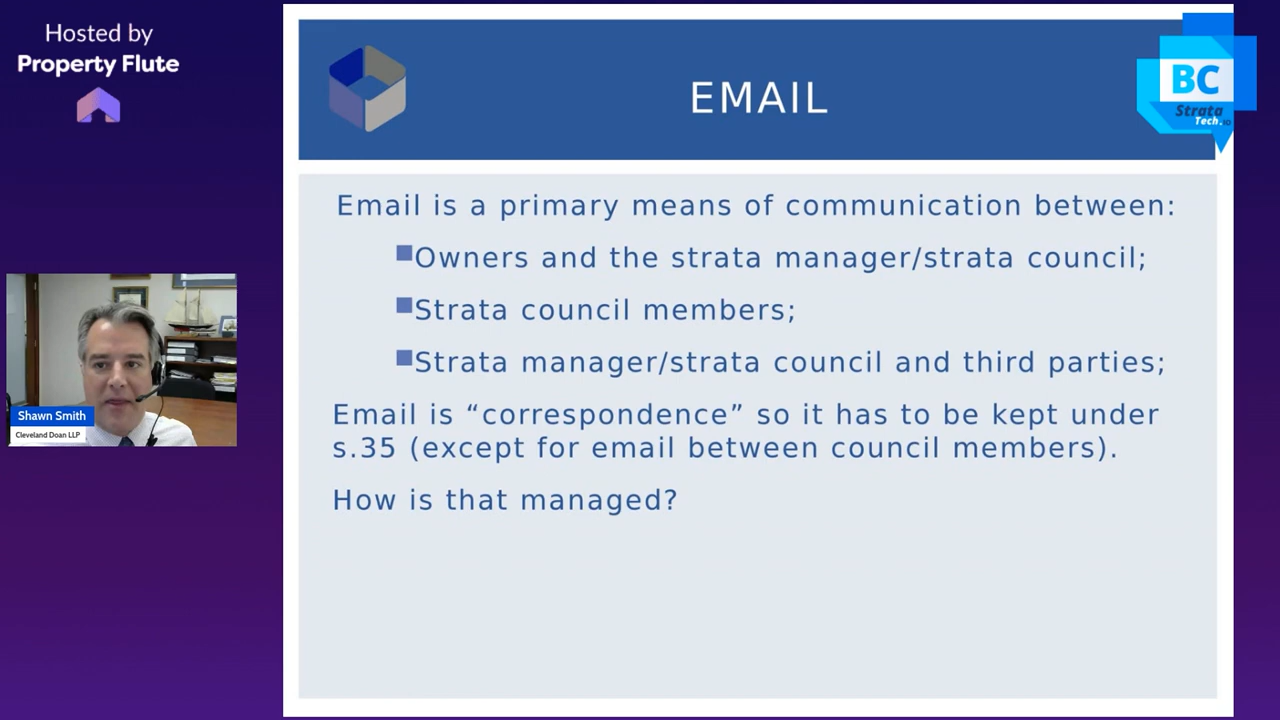 Hosted by
Property Flute
BC
Strata
Tech.io
EMAIL
Email is a primary means of communication between:
■Owners and the strata manager/strata council;
■Strata council members;
■Strata manager/strata council and third parties;
Email is “correspondence” so it has to be kept under
s.35 (except for email between council members).
How is that managed?
Shawn Smith
Cleveland Doan LLP